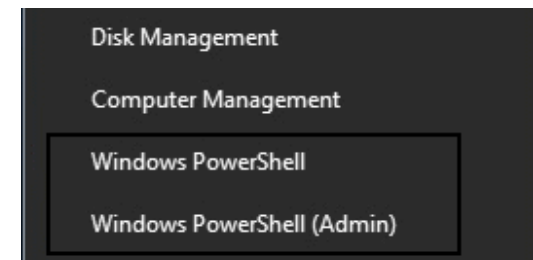 Disk Management
Computer Management
Windows PowerShell
Windows PowerShell (Admin)